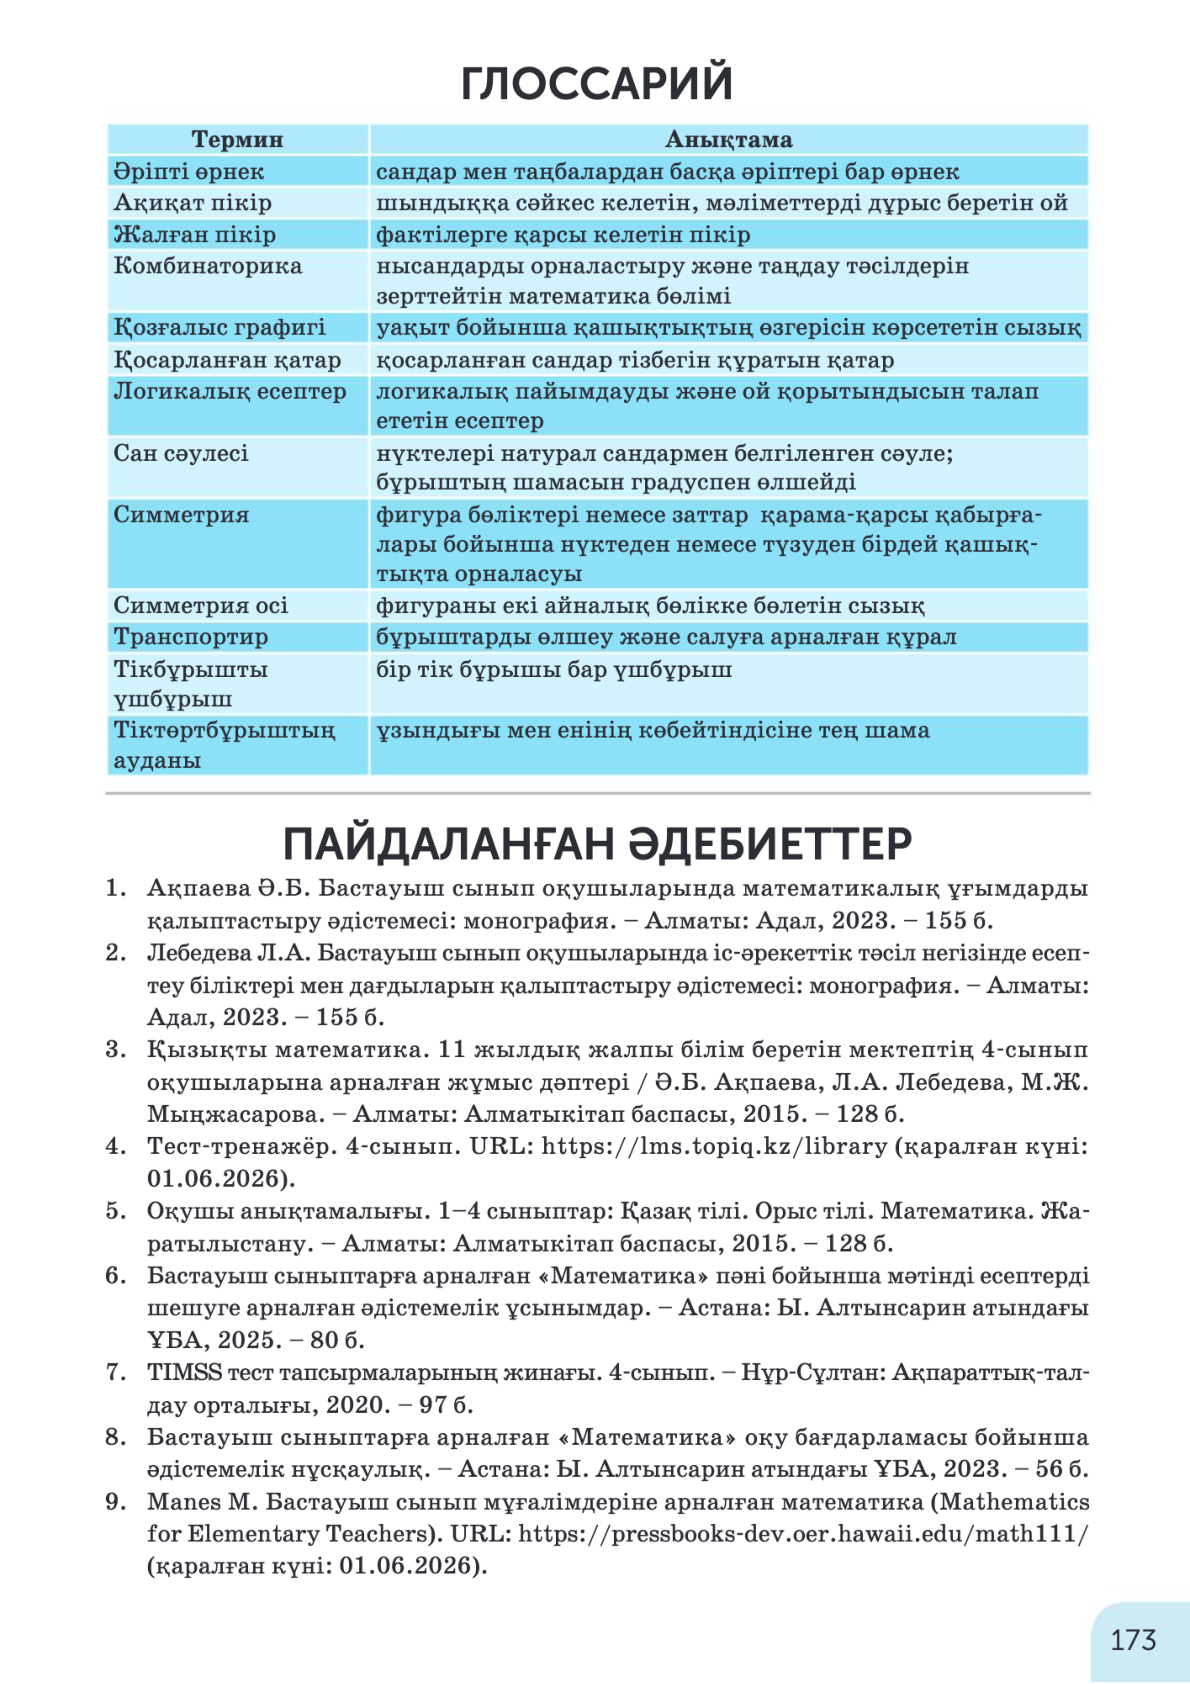 ГЛОССАРИЙ
Термин Анықтама
Әріпті өрнек сандар мен таңбалардан басқа әріптері бар өрнек
Ақиқат пікір шындыққа сәйкес келетін, мәліметтерді дұрыс беретін ой
Жалған пікір фактілерге қарсы келетін пікір
Комбинаторика нысандарды орналастыру және таңдау тәсілдерін
зерттейтін математика бөлімі
Қозғалыс графигі уақыт бойынша қашықтықтың өзгерісін көрсететін сызық
Қосарланған қатар қосарланған сандар тізбегін құратын қатар
Логикалық есептер логикалық пайымдауды және ой қорытындысын талап
ететін есептер
Сан сәулесі нүктелері натурал сандармен белгіленген сәуле;
бұрыштың шамасын градуспен өлшейді
Симметрия фигура бөліктері немесе заттар қарама-қарсы қабырға-
лары бойынша нүктеден немесе түзуден бірдей қашық-
тықта орналасуы
Симметрия осі фигураны екі айналық бөлікке бөлетін сызық
Транспортир бұрыштарды өлшеу және салуға арналған құрал
Тікбұрышты бір тік бұрышы бар үшбұрыш
үшбұрыш
Тіктөртбұрыштың ұзындығы мен енінің көбейтіндісіне тең шама
ауданы
ПАЙДАЛАНҒАН ӘДЕБИЕТТЕР
1. Ақпаева Ә.Б. Бастауыш сынып оқушыларында математикалық ұғымдарды
қалыптастыру әдістемесі: монография. – Алматы: Адал, 2023. – 155 б.
2. Лебедева Л.А. Бастауыш сынып оқушыларында іс-әрекеттік тәсіл негізінде есеп-
теу біліктері мен дағдыларын қалыптастыру әдістемесі: монография. – Алматы:
Адал, 2023. – 155 б.
3. Қызықты математика. 11 жылдық жалпы білім беретін мектептің 4-сынып
оқушыларына арналған жұмыс дәптері / Ә.Б. Ақпаева, Л.А. Лебедева, М.Ж.
Мыңжасарова. – Алматы: Алматыкітап баспасы, 2015. – 128 б.
4. Тест-тренажёр. 4-сынып. URL: https://lms.topiq.kz/library (қаралған күні:
01.06.2026).
5. Оқушы анықтамалығы. 1–4 сыныптар: Қазақ тілі. Орыс тілі. Математика. Жа-
ратылыстану. – Алматы: Алматыкітап баспасы, 2015. – 128 б.
6. Бастауыш сыныптарға арналған «Математика» пәні бойынша мәтінді есептерді
шешуге арналған әдістемелік ұсынымдар. – Астана: Ы. Алтынсарин атындағы
ҰБА, 2025. – 80 б.
7. TIMSS тест тапсырмаларының жинағы. 4-сынып. – Нұр-Сұлтан: Ақпараттық-тал-
дау орталығы, 2020. – 97 б.
8. Бастауыш сыныптарға арналған «Математика» оқу бағдарламасы бойынша
әдістемелік нұсқаулық. – Астана: Ы. Алтынсарин атындағы ҰБА, 2023. – 56 б.
9. Manes M. Бастауыш сынып мұғалімдеріне арналған математика (Mathematics
for Elementary Teachers). URL: https://pressbooks-dev.oer.hawaii.edu/math111/
(қаралған күні: 01.06.2026).
173